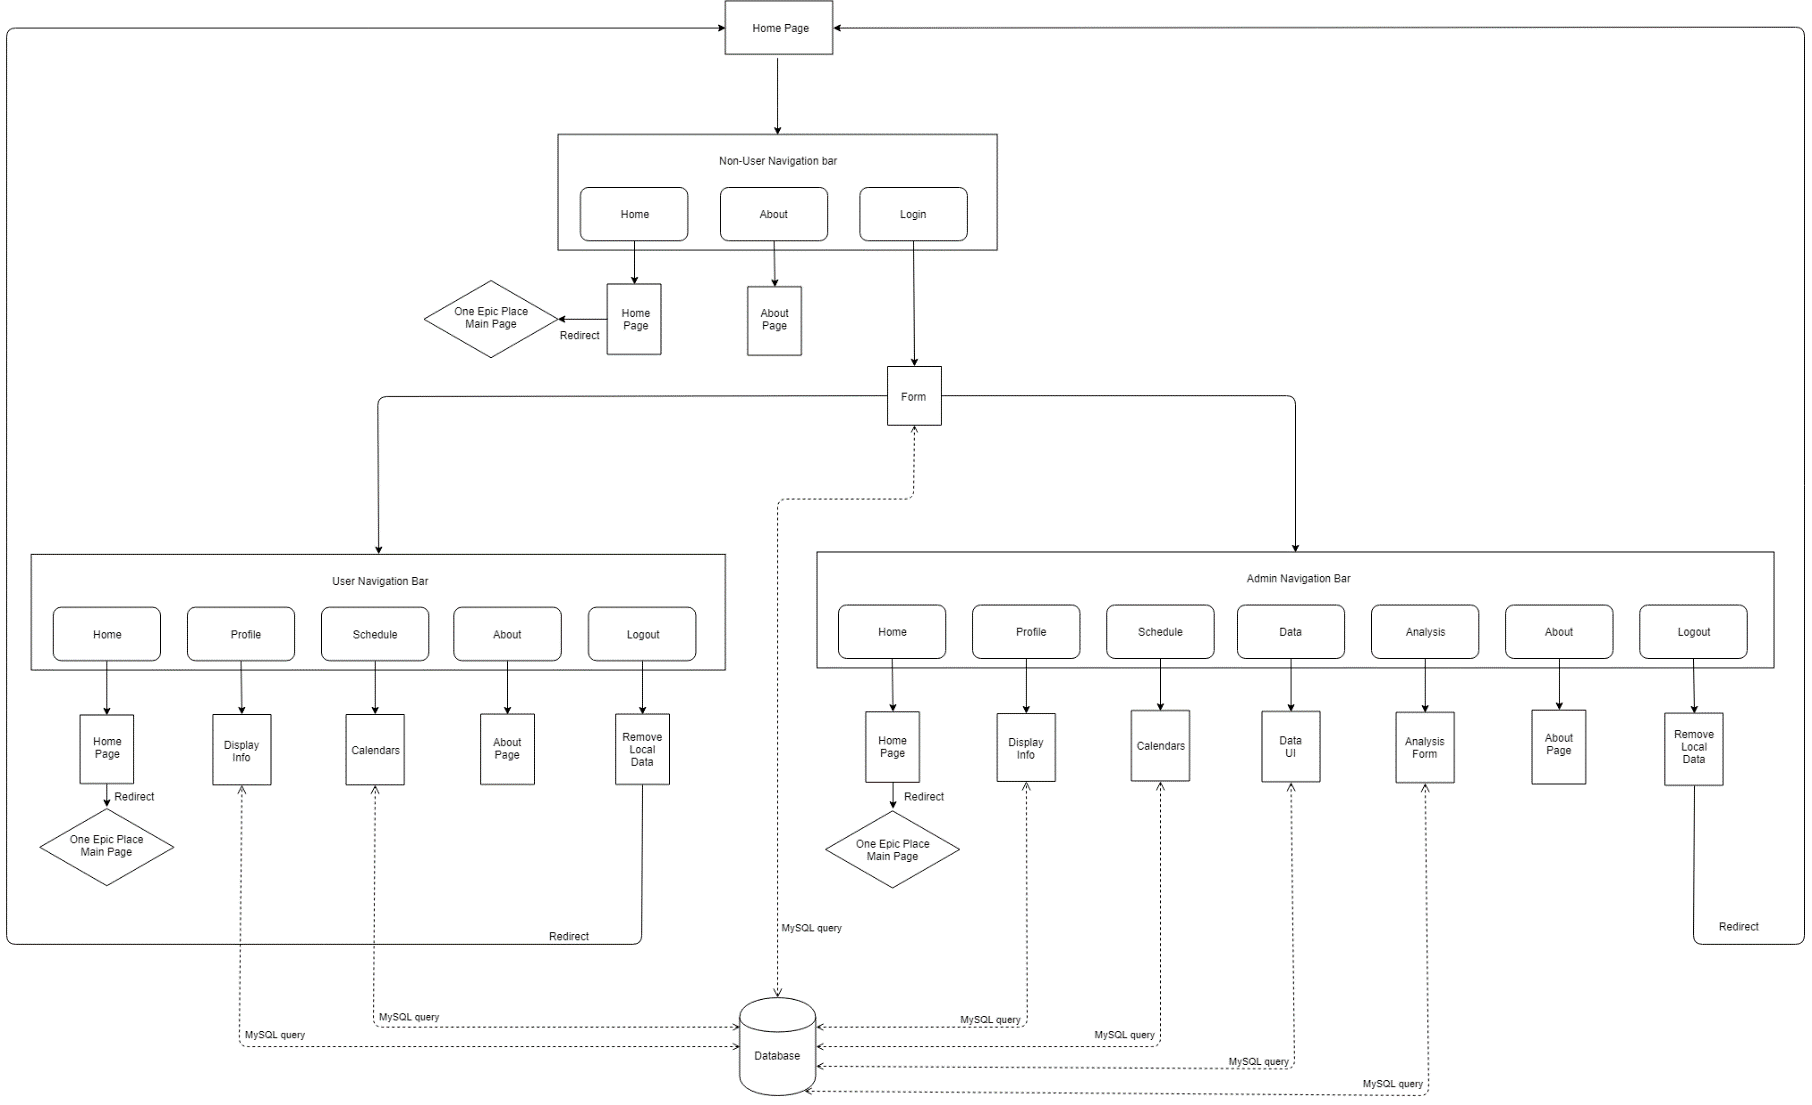 Home Page
Non-User Navigation bar
Home
About
Login
One Epic Place
Main Page
Redirect
Home
Page
About
Page
Form
User Navigation Bar
Home
Profile
Schedule
About
Logout
Admin Navigation Bar
Home
Profile
Schedule
Data
Analysis
About
Logout
Home
Page
Display
Info
Calendars
About
Page
Remove
Local
Data
Home
Page
Display
Info
Calendars
Data
UI
Analysis
Form
About
Page
Remove
Local
Data
Redirect
Redirect
One Epic Place
Main Page
One Epic Place
Main Page
Redirect
MySQL query
Redirect
MySQL query
MySQL query
Database
MySQL query
MySQL query
MySQL query
MySQL query